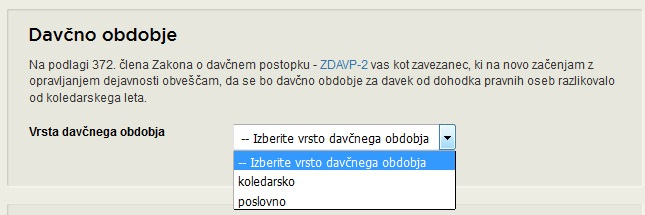 Davčno obdobje
Na podlagi 372. člena Zakona o davčnem postopku - ZDAVP-2 vas kot zavezanec, ki na novo začenjam z
opravljanjem dejavnosti obveščam, da se bo davčno obdobje za davek od dohodka pravnih oseb razlikovalo
od koledarskega leta.
Vrsta davčnega obdobja
-- Izberite vrsto davčnega obdobja
-- Izberite vrsto davčnega obdobja
koledarsko
poslovno